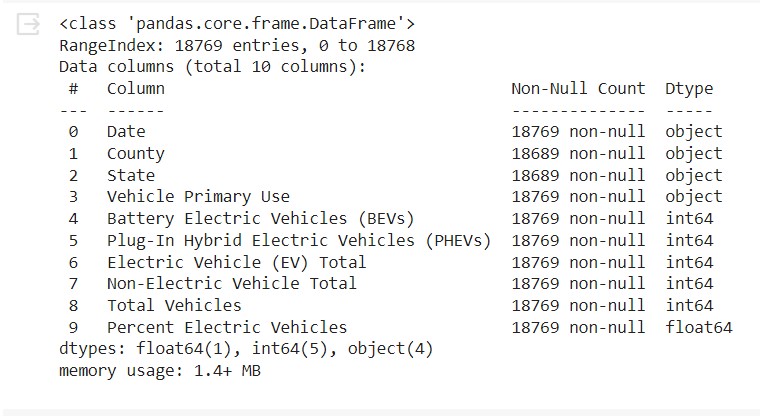 <class 'pandas.core.frame.DataFrame'>
RangeIndex: 18769 entries, 0 to 18768
Data columns (total 10 columns):
 #   Column                                    Non-Null Count  Dtype
---  ------                                    --------------  -----
 0   Date                                      18769 non-null  object
 1   County                                    18689 non-null  object
 2   State                                     18689 non-null  object
 3   Vehicle Primary Use                       18769 non-null  object
 4   Battery Electric Vehicles (BEVs)          18769 non-null  int64
 5   Plug-In Hybrid Electric Vehicles (PHEVs)  18769 non-null  int64
 6   Electric Vehicle (EV) Total               18769 non-null  int64
 7   Non-Electric Vehicle Total                18769 non-null  int64
 8   Total Vehicles                            18769 non-null  int64
 9   Percent Electric Vehicles                 18769 non-null  float64
dtypes: float64(1), int64(5), object(4)
memory usage: 1.4+ MB